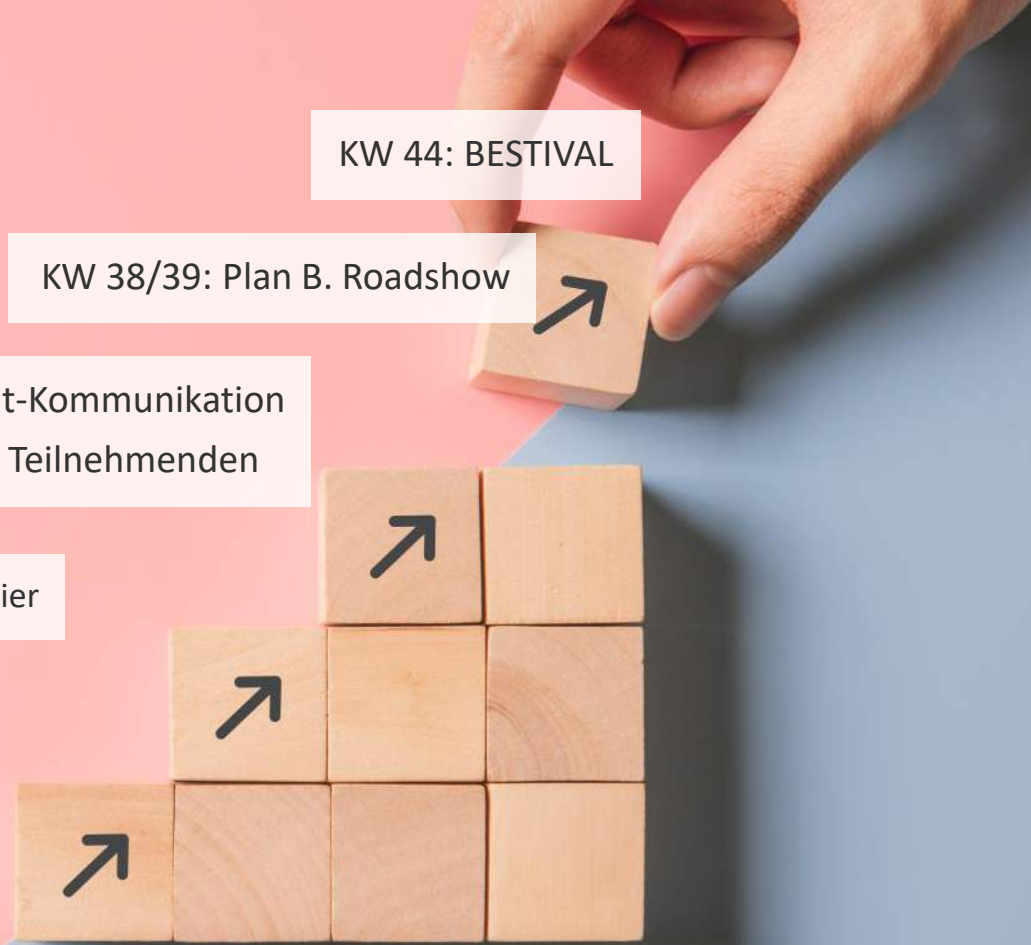 KW 44: BESTIVAL
KW 38/39: Plan B. Roadshow
t-Kommunikation
Teilnehmenden
ier